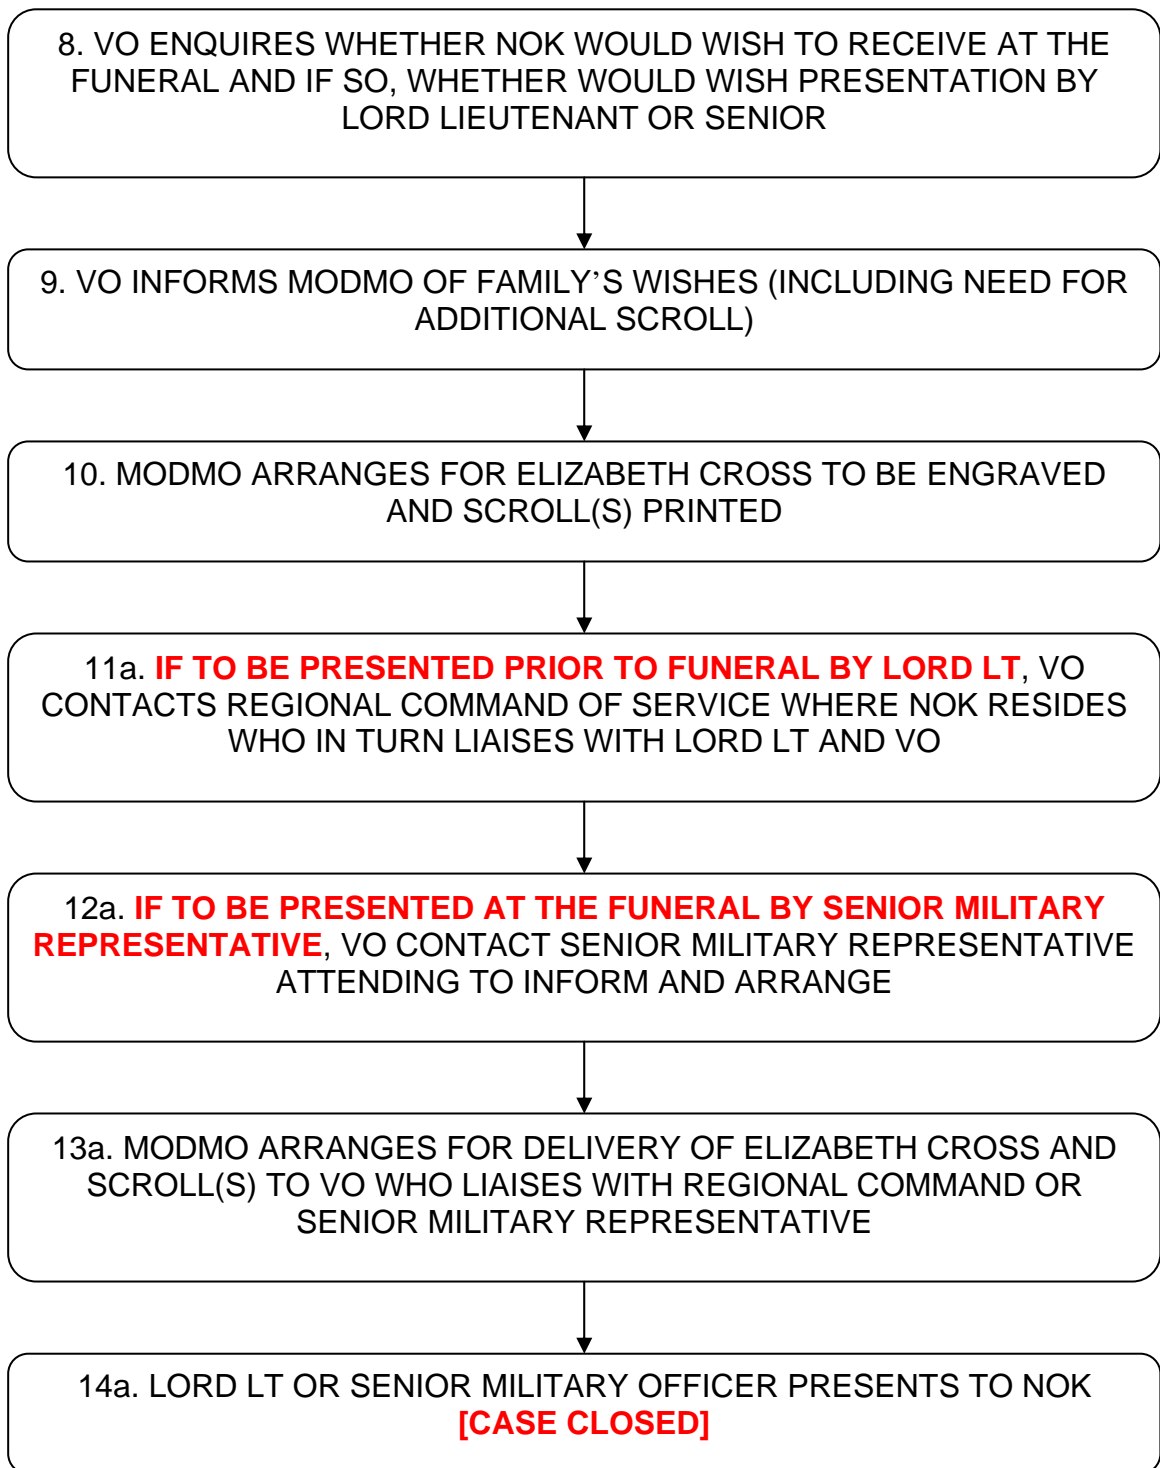 8. VO ENQUIRES WHETHER NOK WOULD WISH TO RECEIVE AT THE
FUNERAL AND IF SO, WHETHER WOULD WISH PRESENTATION BY
LORD LIEUTENANT OR SENIOR
9. VO INFORMS MODMO OF FAMILY’S WISHES (INCLUDING NEED FOR
ADDITIONAL SCROLL)
10. MODMO ARRANGES FOR ELIZABETH CROSS TO BE ENGRAVED
AND SCROLL(S) PRINTED
11a. IF TO BE PRESENTED PRIOR TO FUNERAL BY LORD LT, VO
CONTACTS REGIONAL COMMAND OF SERVICE WHERE NOK RESIDES
WHO IN TURN LIAISES WITH LORD LT AND VO
12a. IF TO BE PRESENTED AT THE FUNERAL BY SENIOR MILITARY
REPRESENTATIVE, VO CONTACT SENIOR MILITARY REPRESENTATIVE
ATTENDING TO INFORM AND ARRANGE
13a. MODMO ARRANGES FOR DELIVERY OF ELIZABETH CROSS AND
SCROLL(S) TO VO WHO LIAISES WITH REGIONAL COMMAND OR
SENIOR MILITARY REPRESENTATIVE
14a. LORD LT OR SENIOR MILITARY OFFICER PRESENTS TO NOK
[CASE CLOSED]